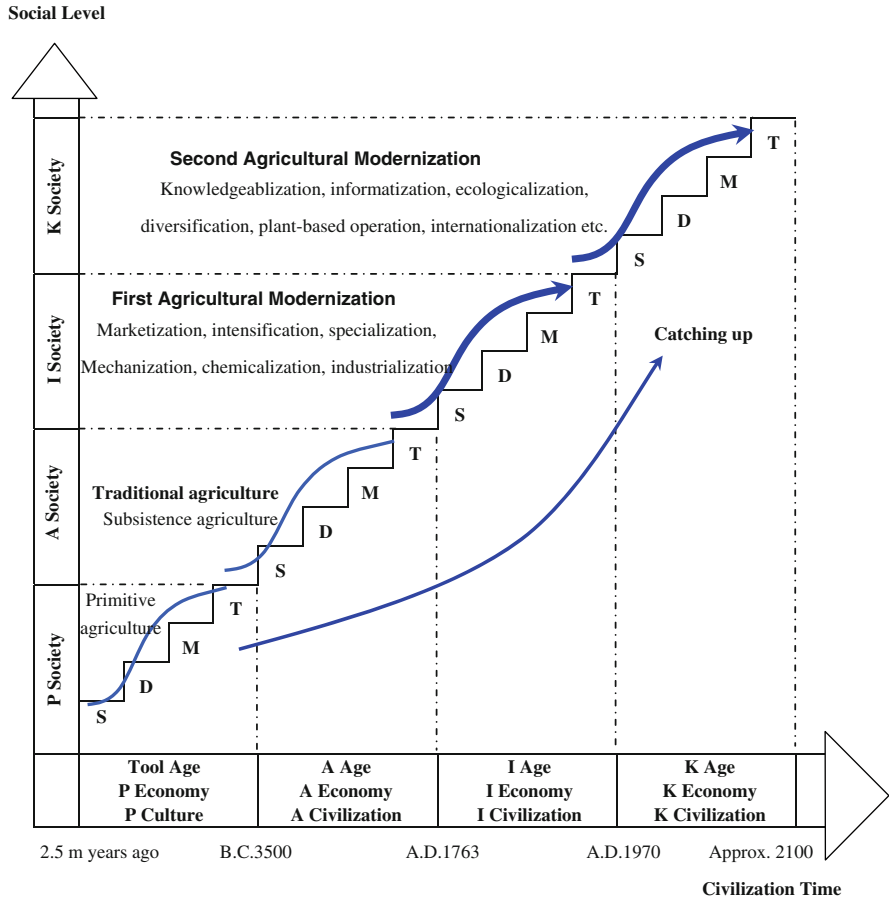 Social Level
K Society
Second Agricultural Modernization
Knowledgeablization, informatization, ecologicalization,
diversification, plant-based operation, internationalization etc.
T
M
D
S
I Society
First Agricultural Modernization
Marketization, intensification, specialization,
Mechanization, chemicalization, industrialization
T
M
D
S
Catching up
A Society
Traditional agriculture
Subsistence agriculture
T
M
D
S
P Society
Primitive
agriculture
T
M
D
S
Tool Age
P Economy
P Culture
A Age
A Economy
A Civilization
I Age
I Economy
I Civilization
K Age
K Economy
K Civilization
2.5 m years ago
B.C.3500
A.D.1763
A.D.1970
Approx. 2100
Civilization Time